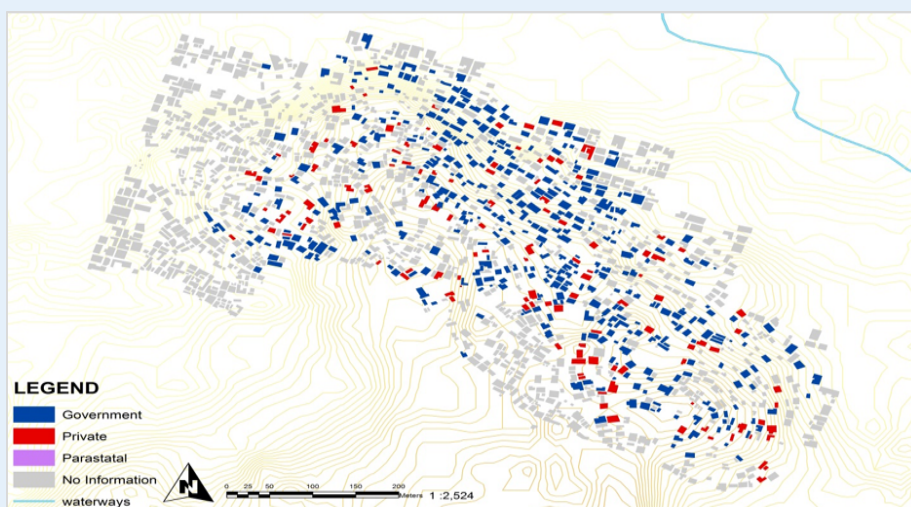 LEGEND
Government
Private
Parastatal
No Information
waterways
N
0 25 50 100 150 200
Meters 1 :2,524